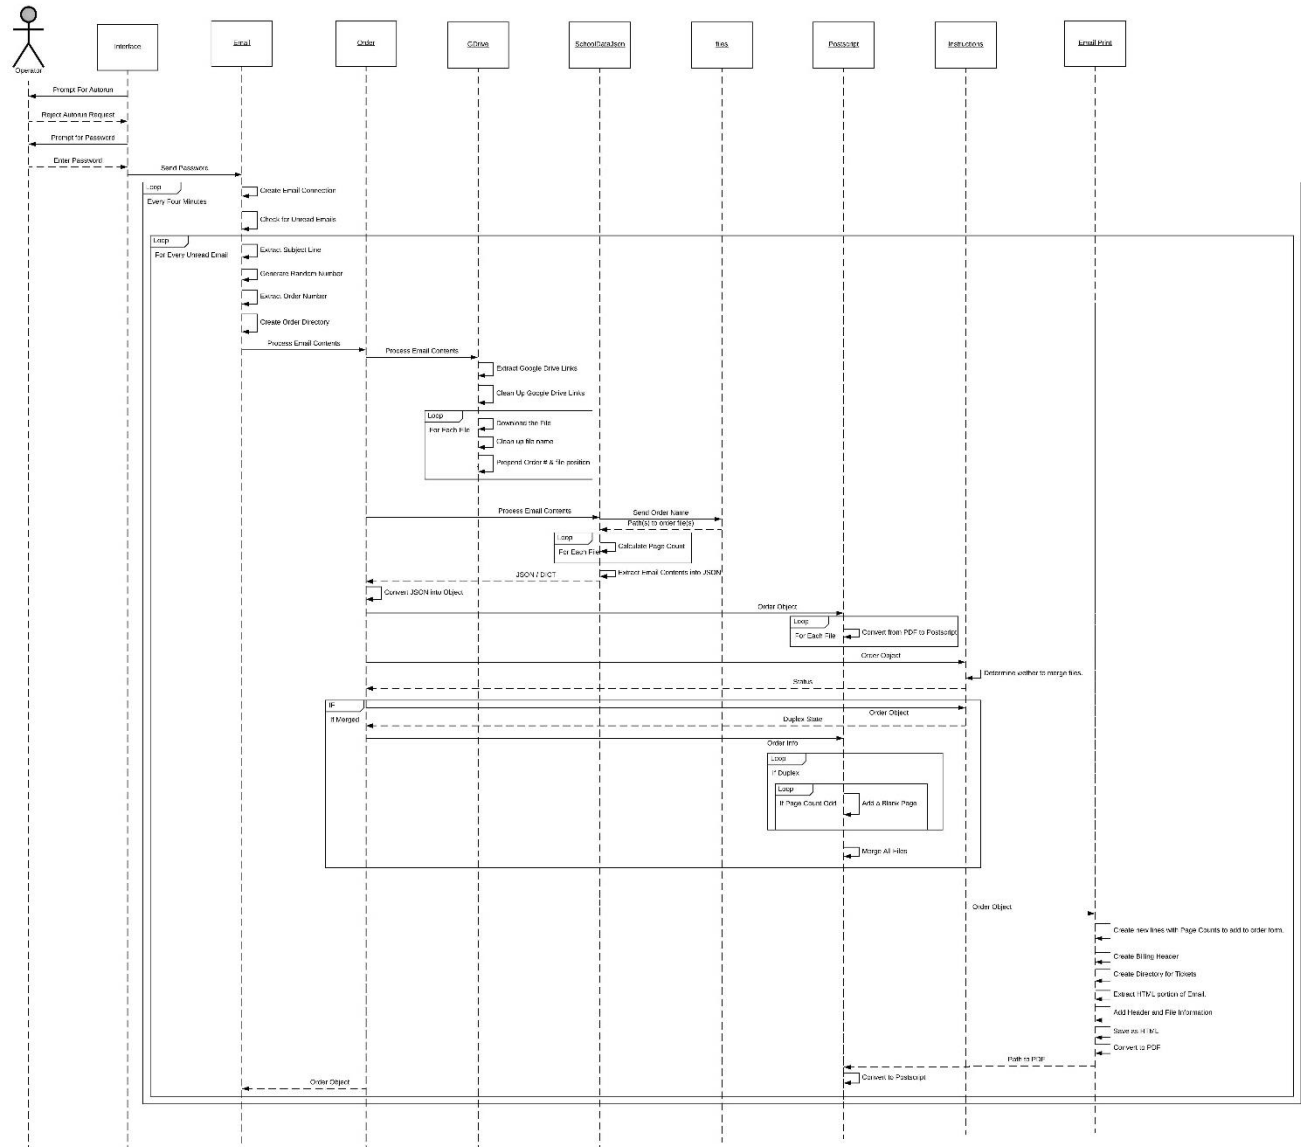 Operator
Interface
Email
Order
GDrive
SchoolDataJson
files
Postscript
Instructions
Email Print
Prompt For Autorun
Reject Autorun Request
Prompt for Password
Enter Password
Send Password
Loop
Every Four Minutes
Create Email Connection
Check for Unread Emails
Loop
For Every Unread Email
Extract Subject Line
Generate Random Number
Extract Order Number
Create Order Directory
Process Email Contents
Process Email Contents
Extract Google Drive Links
Clean Up Google Drive Links
Loop
For Each File
Download the File
Clean up file name
Prepend Order # & file position
Process Email Contents
Send Order Name
Path(s) to order file(s)
Loop
For Each File
Calculate Page Count
Extract Email Contents into JSON
JSON / DICT
Convert JSON into Object
Order Object
Loop
For Each File
Convert from PDF to Postscript
Order Object
Determine wether to merge files.
Status
IF
If Merged
Order Object
Duplex State
Order Info
Loop
If Duplex
Loop
If Page Count Odd
Add a Blank Page
Merge All Files
Order Object
Create new lines with Page Counts to add to order form.
Create Billing Header
Create Directory for Tickets
Extract HTML portion of Email.
Add Header and File Information
Save as HTML
Convert to PDF
Path to PDF
Convert to Postscript
Order Object